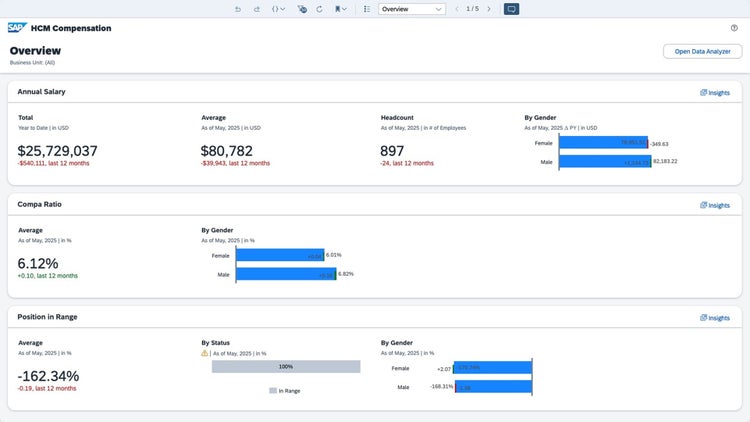 Overview
1 / 5
SAP HCM Compensation
Overview
Open Data Analyzer
Business Unit: (All)
Annual Salary
Insights
Total
Year to Date | in USD
$25,729,037
-$540,111, last 12 months
Average
As of May, 2025 | in USD
$80,782
-$39,943, last 12 months
Headcount
As of May, 2025 | in # of Employees
897
-24, last 12 months
By Gender
As of May, 2025 Δ PY | in USD
Female
-349.63
Male
82,183.22
Compa Ratio
Insights
Average
As of May, 2025 | in %
6.12%
+0.10, last 12 months
By Gender
As of May, 2025 | in %
Female
6.01%
Male
6.82%
Position in Range
Insights
Average
As of May, 2025 | in %
-162.34%
-0.19, last 12 months
By Status
As of May, 2025 | in %
100%
in Range
By Gender
As of May, 2025 | in %
Female
+2.07
Male
-168.31%